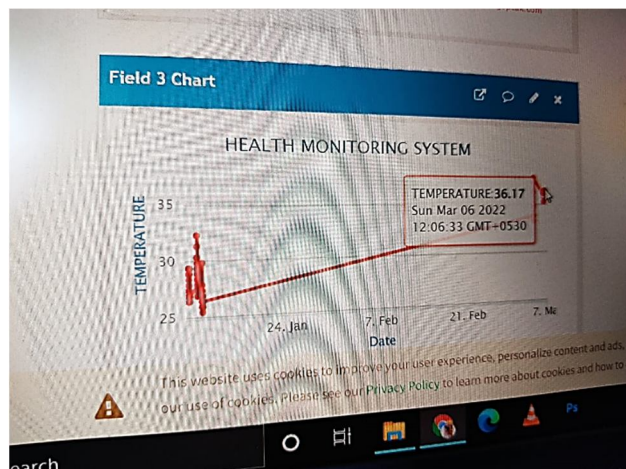 Field 3 Chart
HEALTH MONITORING SYSTEM
TEMPERATURE
35
30
25
TEMPERATURE:36.17
Sun Mar 06 2022
12:06:33 GMT+0530
24. Jan
7. Feb
21. Feb
7. Ma
Date
This website uses cookies to improve your user experience, personalize content and ads,
our use of cookies. Please see our Privacy Policy to learn more about cookies and how to
Ps
earch